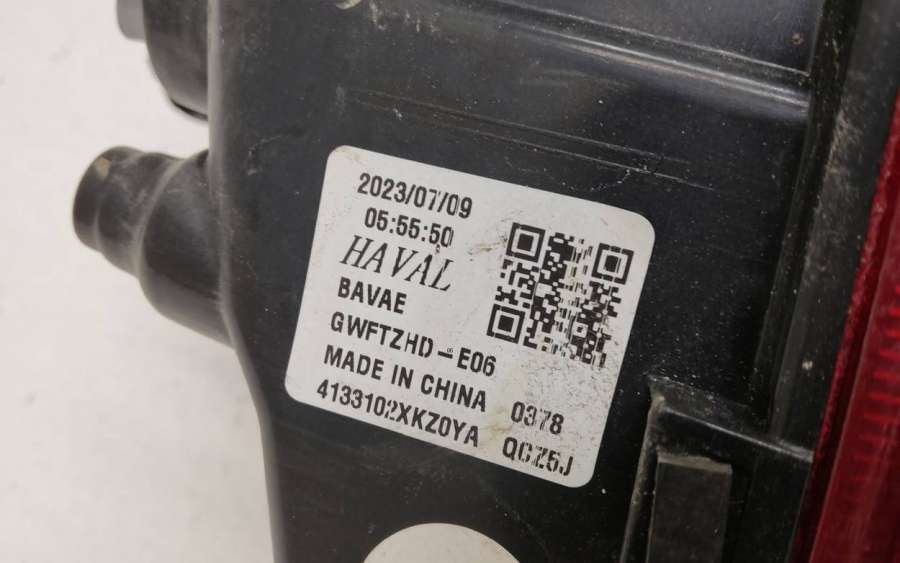 2023/07/09
05:55:50
HAVAL
BAVAE
GWFTZHD-E06
MADE IN CHINA 0378
4133102XKZ0YA QCZ5J